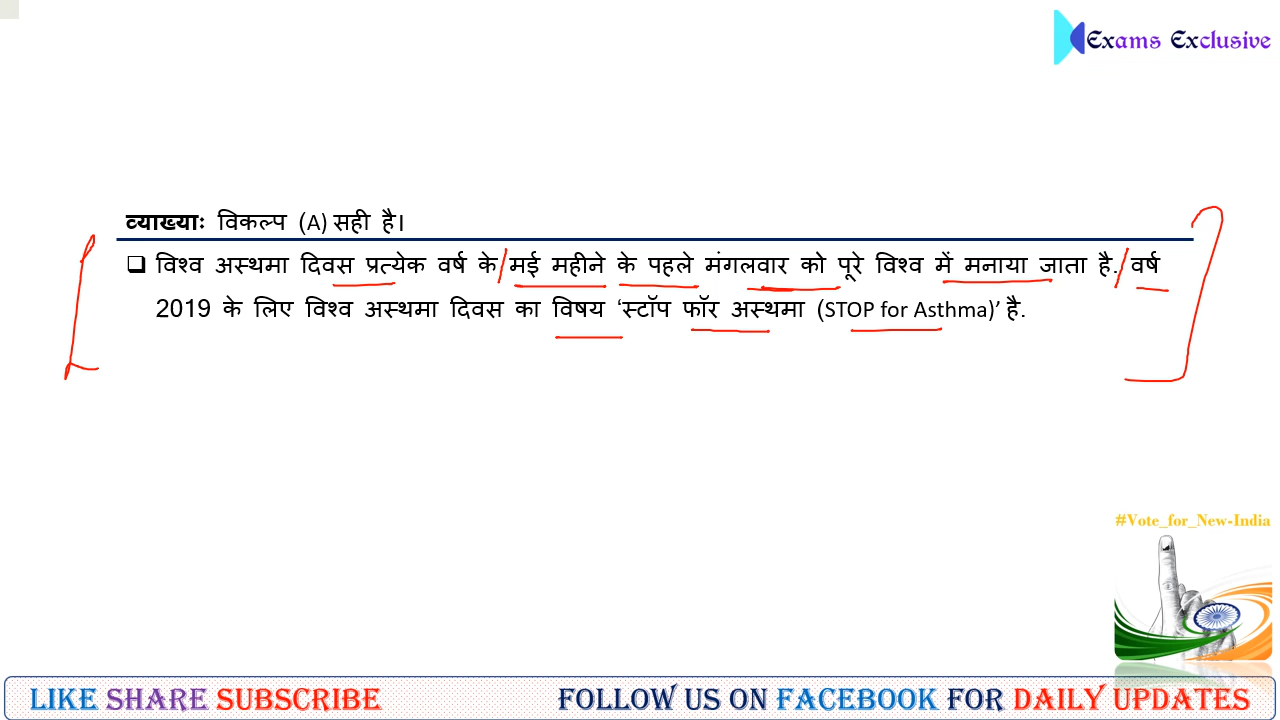 Exams Exclusive
व्याख्याः विकल्प (A) सही है।
❑ विश्व अस्थमा दिवस प्रत्येक वर्ष के मई महीने के पहले मंगलवार को पूरे विश्व में मनाया जाता है. वर्ष
2019 के लिए विश्व अस्थमा दिवस का विषय ‘स्टॉप फॉर अस्थमा (STOP for Asthma)’ है.
#Vote_for_New-India
LIKE SHARE SUBSCRIBE FOLLOW US ON FACEBOOK FOR DAILY UPDATES